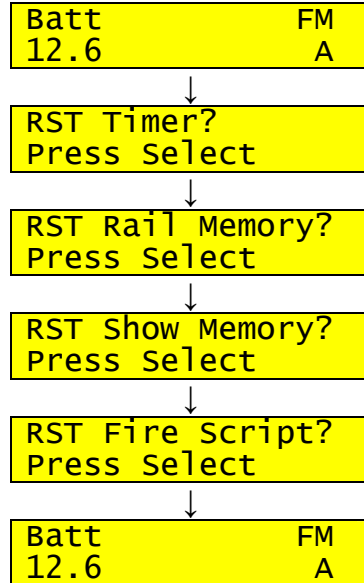 Batt FM
12.6 A
↓
RST Timer?
Press Select
↓
RST Rail Memory?
Press Select
↓
RST Show Memory?
Press Select
↓
RST Fire Script?
Press Select
↓
Batt FM
12.6 A